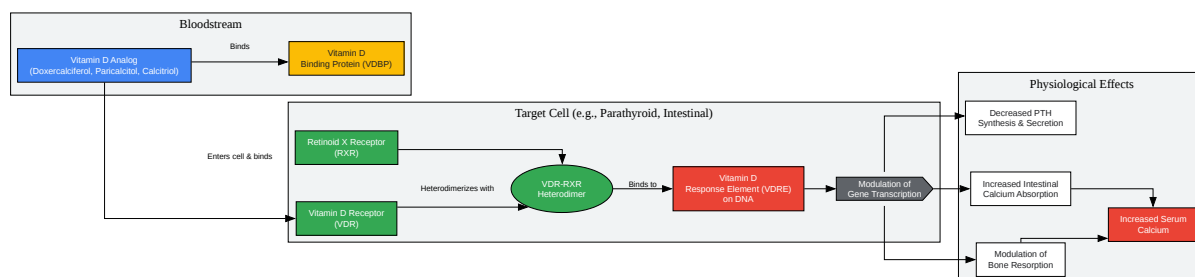 Bloodstream
Vitamin D Analog
(Doxercalciferol, Paricalcitol, Calcitriol)
Binds
Vitamin D
Binding Protein (VDBP)
Enters cell & binds
Target Cell (e.g., Parathyroid, Intestinal)
Retinoid X Receptor
(RXR)
Vitamin D Receptor
(VDR)
Heterodimerizes with
VDR-RXR
Heterodimer
Binds to
Vitamin D
Response Element (VDRE)
on DNA
Modulation of
Gene Transcription
Physiological Effects
Decreased PTH
Synthesis & Secretion
Increased Intestinal
Calcium Absorption
Increased Serum
Calcium
Modulation of
Bone Resorption